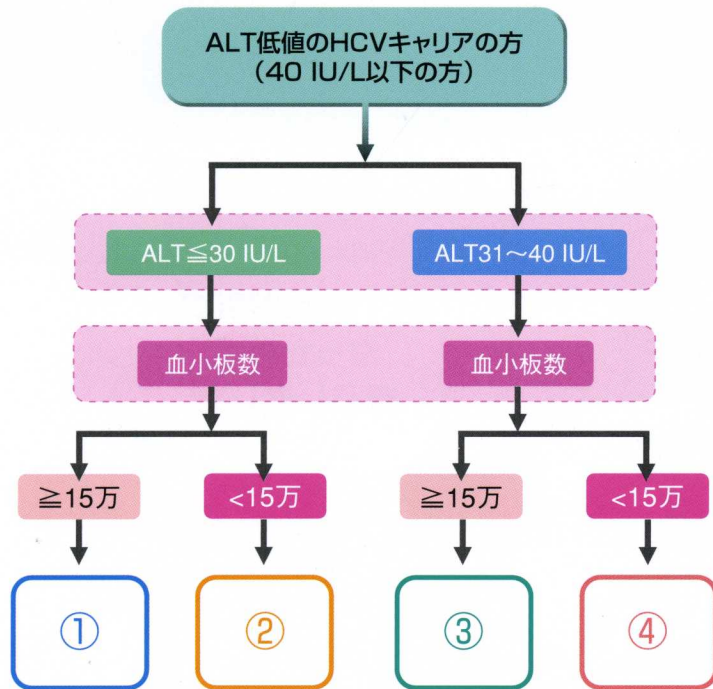 ALT低値のHCVキャリアの方
(40 IU/L以下の方)
ALT≦30 IU/L
ALT31〜40 IU/L
血小板数
血小板数
≧15万
<15万
≧15万
<15万
①
②
③
④